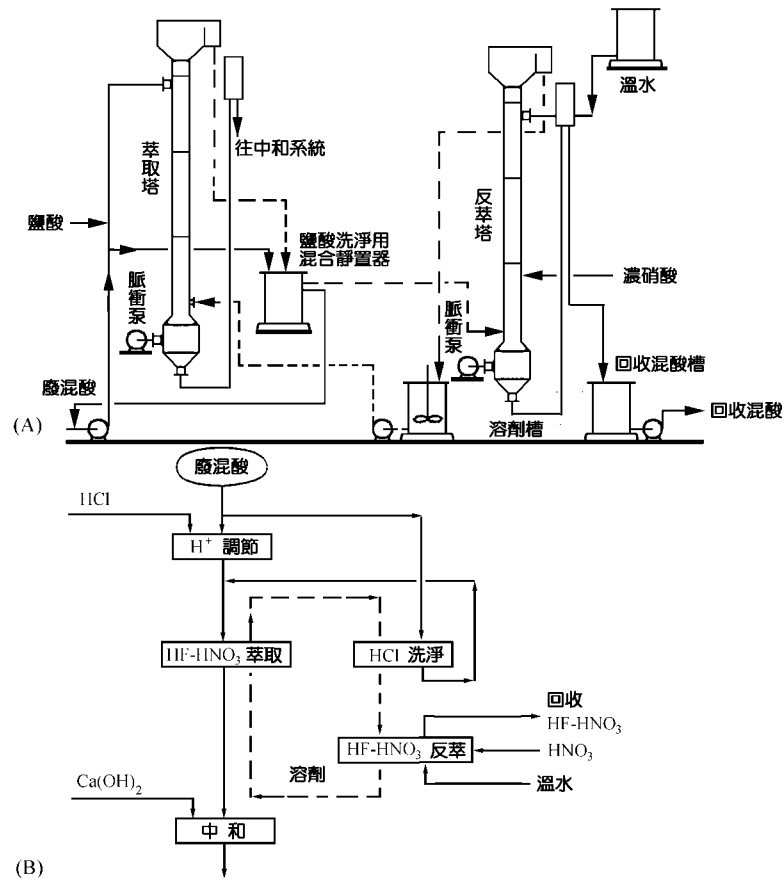 溫水
往中和系統
萃取塔
反萃塔
鹽酸
鹽酸洗淨用
混合靜置器
濃硝酸
脈衝泵
脈衝泵
廢混酸
回收混酸槽
回收混酸
溶劑槽
(A)
廢混酸
HCl
H⁺ 調節
HF-HNO₃ 萃取
HCl 洗淨
回收
HF-HNO₃
HF-HNO₃ 反萃
HNO₃
溶劑
溫水
Ca(OH)₂
中 和
(B)